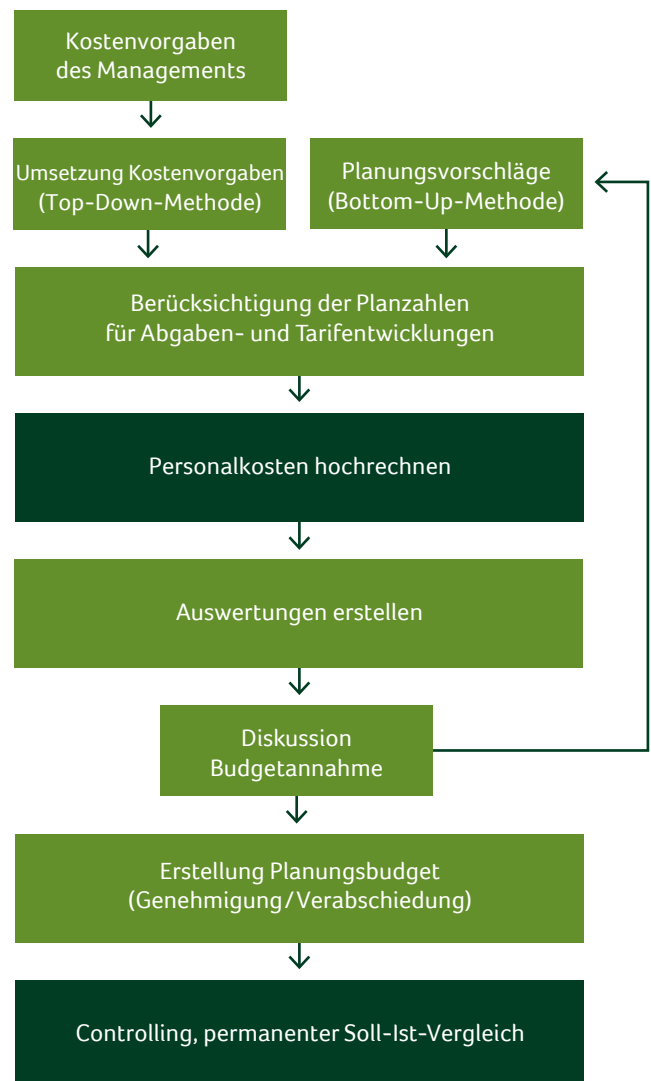 Kostenvorgaben
des Managements
Umsetzung Kostenvorgaben
(Top-Down-Methode)
Planungsvorschläge
(Bottom-Up-Methode)
Berücksichtigung der Planzahlen
für Abgaben- und Tarifentwicklungen
Personalkosten hochrechnen
Auswertungen erstellen
Diskussion
Budgetannahme
Erstellung Planungsbudget
(Genehmigung/Verabschiedung)
Controlling, permanenter Soll-Ist-Vergleich